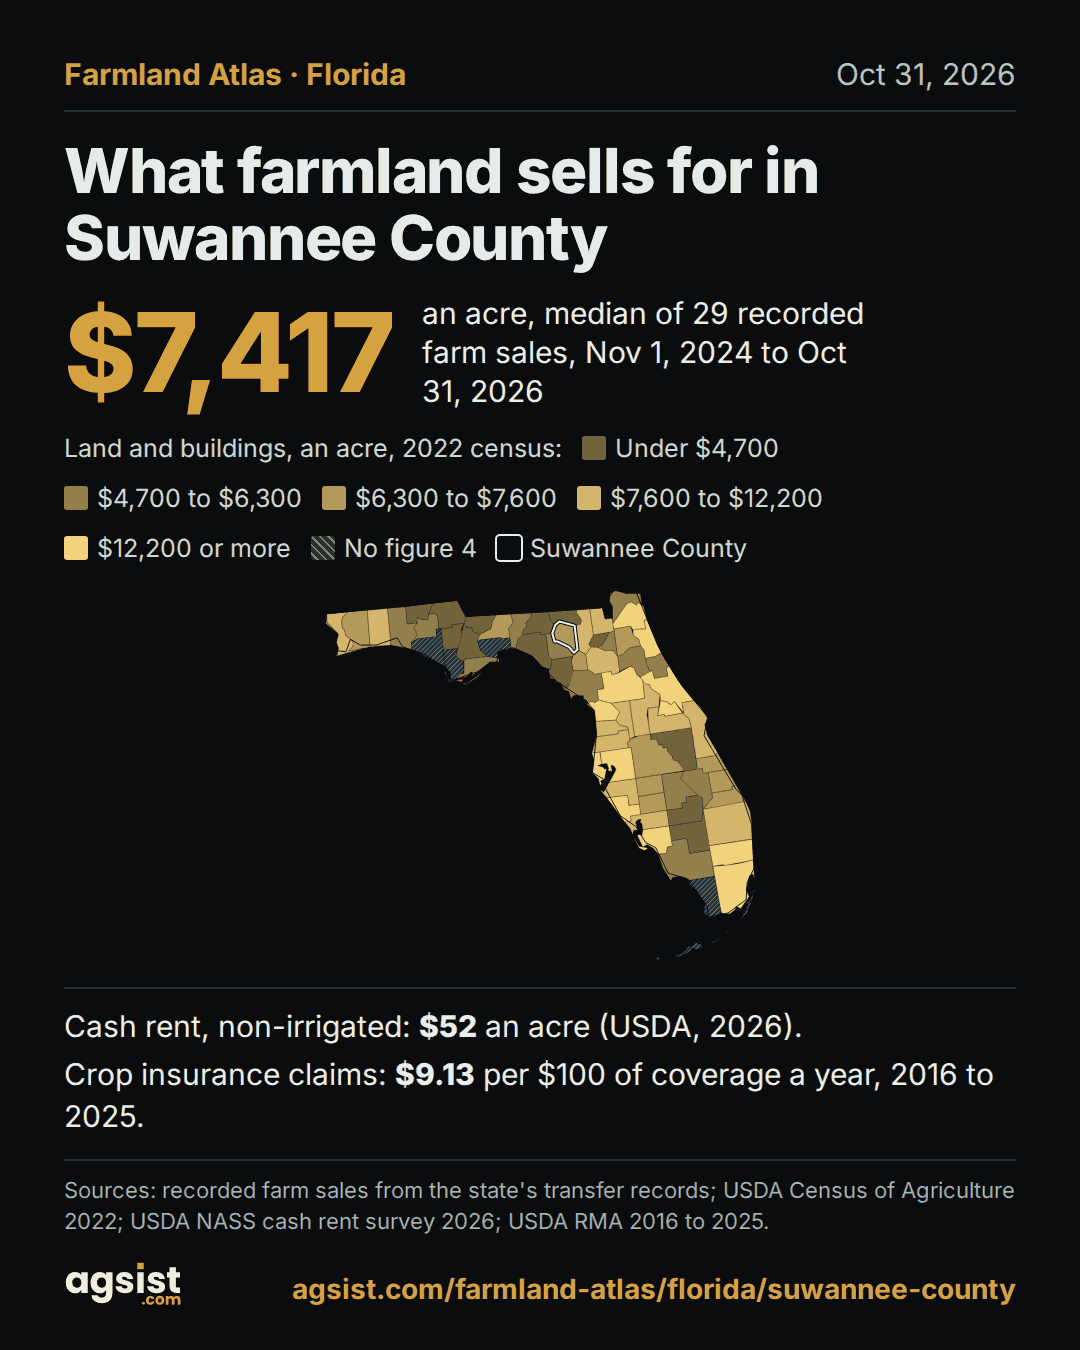 Farmland Atlas · Florida
Oct 31, 2026
What farmland sells for in
Suwannee County
$7,417
an acre, median of 29 recorded
farm sales, Nov 1, 2024 to Oct
31, 2026
Land and buildings, an acre, 2022 census: Under $4,700
$4,700 to $6,300 $6,300 to $7,600 $7,600 to $12,200
$12,200 or more No figure 4 Suwannee County
Cash rent, non-irrigated: $52 an acre (USDA, 2026).
Crop insurance claims: $9.13 per $100 of coverage a year, 2016 to
2025.
Sources: recorded farm sales from the state's transfer records; USDA Census of Agriculture
2022; USDA NASS cash rent survey 2026; USDA RMA 2016 to 2025.
agsist
.com
agsist.com/farmland-atlas/florida/suwannee-county